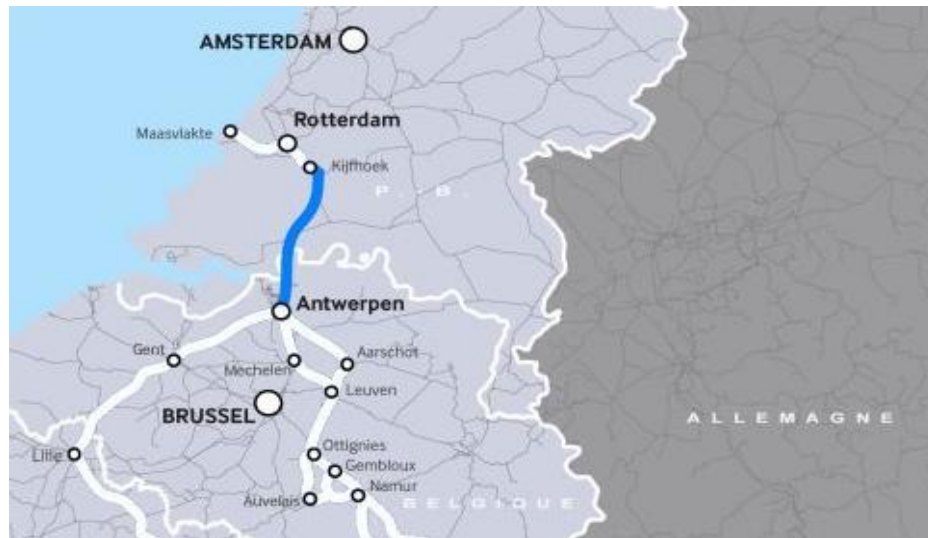 AMSTERDAM
Maasvlakte
Rotterdam
Kijfhoek
P. -B.
Antwerpen
Gent
Mechelen
Aarschot
Leuven
BRUSSEL
ALLEMAGNE
Lille
Ottignies
Gembloux
Auvelais
Namur
BELGIQUE